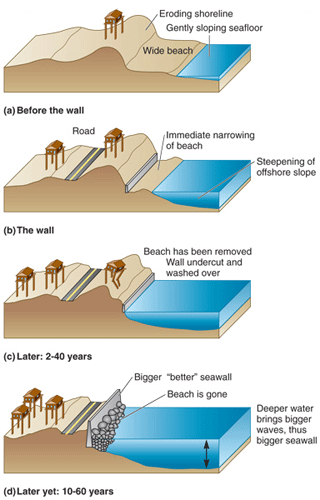 Eroding shoreline
Gently sloping seafloor
Wide beach
(a) Before the wall
Road
Immediate narrowing
of beach
Steepening of
offshore slope
(b) The wall
Beach has been removed
Wall undercut and
washed over
(c) Later: 2-40 years
Bigger “better” seawall
Beach is gone
Deeper water
brings bigger
waves, thus
bigger seawall
(d) Later yet: 10-60 years